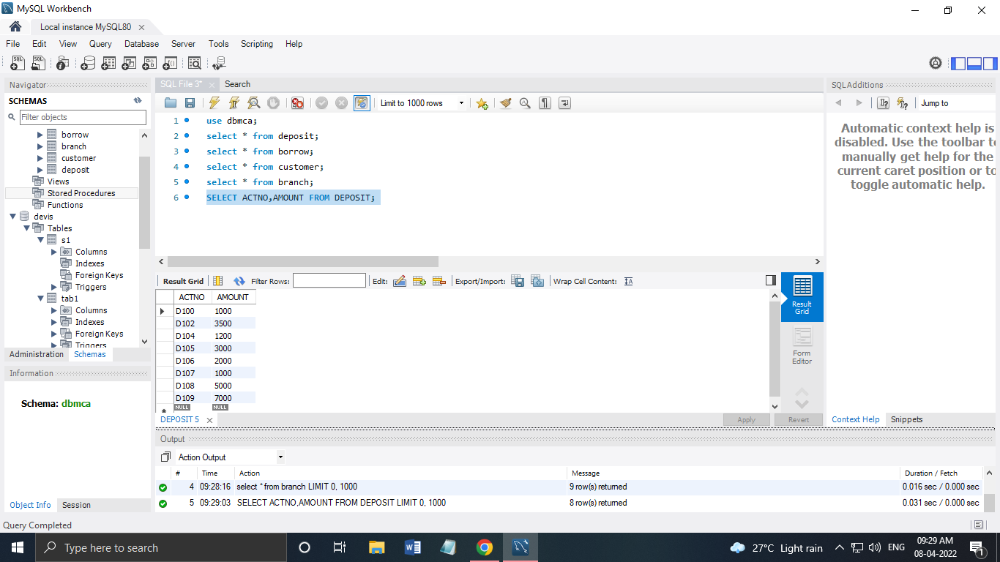 MySQL Workbench
Local instance MySQL80
File Edit View Query Database Server Tools Scripting Help
Navigator
SCHEMAS
Filter objects
borrow
branch
customer
deposit
Views
Stored Procedures
Functions
devis
Tables
s1
Columns
Indexes
Foreign Keys
Triggers
tab1
Columns
Indexes
Foreign Keys
Triggers
Administration Schemas
Information
Schema: dbmca
Object Info Session
SQL File 3* Search
Limit to 1000 rows
1 use dbmca;
2 select * from deposit;
3 select * from borrow;
4 select * from customer;
5 select * from branch;
6 SELECT ACTNO,AMOUNT FROM DEPOSIT;
Result Grid Filter Rows: Edit: Export/Import: Wrap Cell Content: IA
ACTNO AMOUNT
D100 1000
D102 3500
D104 1200
D105 3000
D106 2000
D107 1000
D108 5000
D109 7000
NULL NULL
Result
Grid
Form
Editor
DEPOSIT 5 Apply Revert
SQLAdditions
Jump to
Automatic context help is
disabled. Use the toolbar to
manually get help for the
current caret position or to
toggle automatic help.
Context Help Snippets
Output
Action Output
# Time Action Message Duration / Fetch
4 09:28:16 select * from branch LIMIT 0, 1000 9 row(s) returned 0.016 sec / 0.000 sec
5 09:29:03 SELECT ACTNO,AMOUNT FROM DEPOSIT LIMIT 0, 1000 8 row(s) returned 0.031 sec / 0.000 sec
Query Completed
Type here to search
27°C Light rain
ENG
09:29 AM
08-04-2022
1